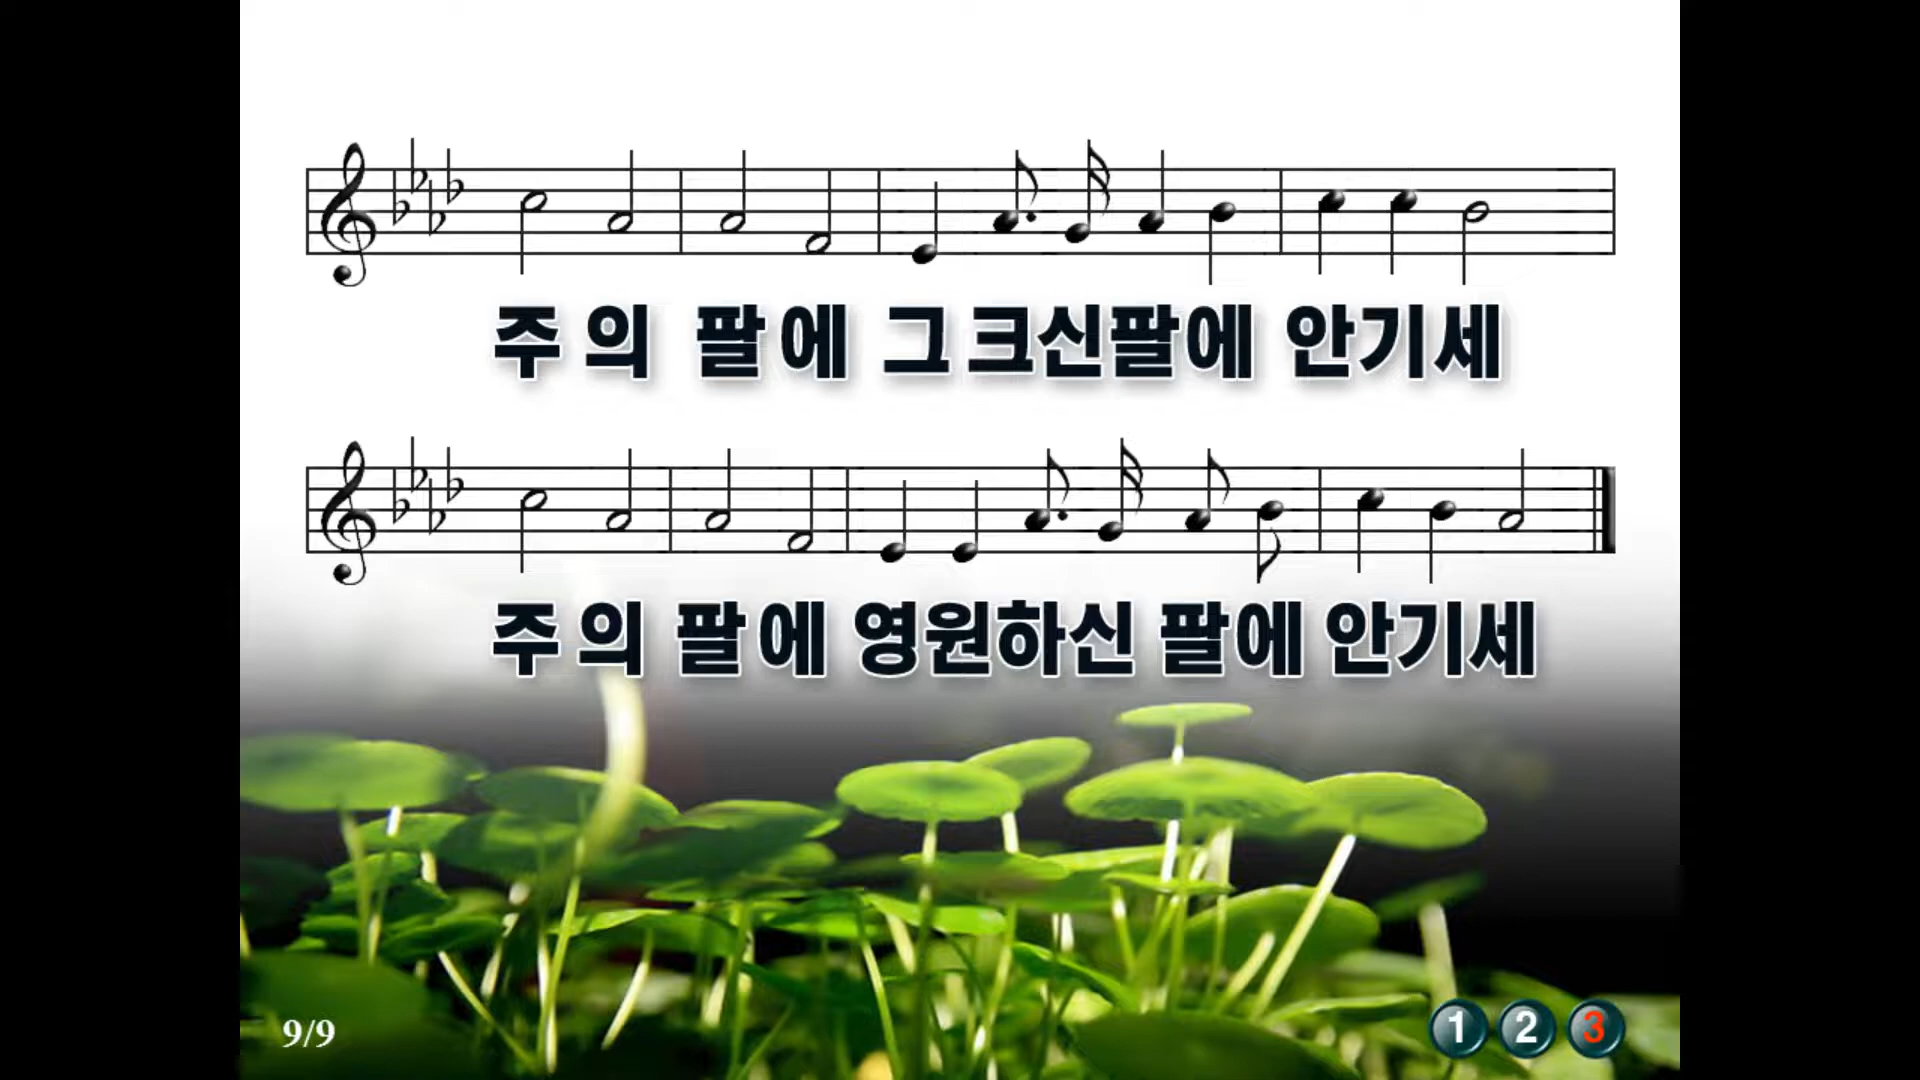 주의 팔에 그 크신팔에 안기세
주의 팔에 영원하신 팔에 안기세
9/9
1 2 3